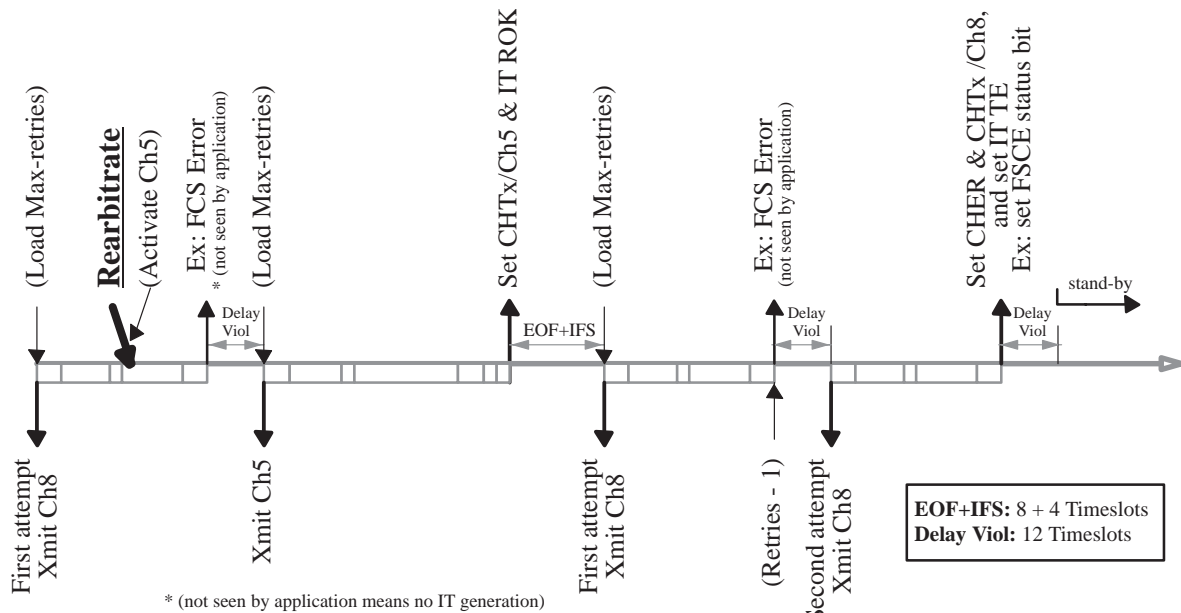 (Load Max-retries)
Rearbitrate
(Activate Ch5)
Ex: FCS Error
* (not seen by application)
(Load Max-retries)
Set CHTx/Ch5 & IT ROK
(Load Max-retries)
Ex: FCS Error
(not seen by application)
Set CHER & CHTx /Ch8,
and set IT TE
Ex: set FSCE status bit
stand-by
Delay
Viol
EOF+IFS
Delay
Viol
Delay
Viol
First attempt
Xmit Ch8
Xmit Ch5
First attempt
Xmit Ch8
(Retries - 1)
Second attempt
Xmit Ch8
EOF+IFS: 8 + 4 Timeslots
Delay Viol: 12 Timeslots
* (not seen by application means no IT generation)